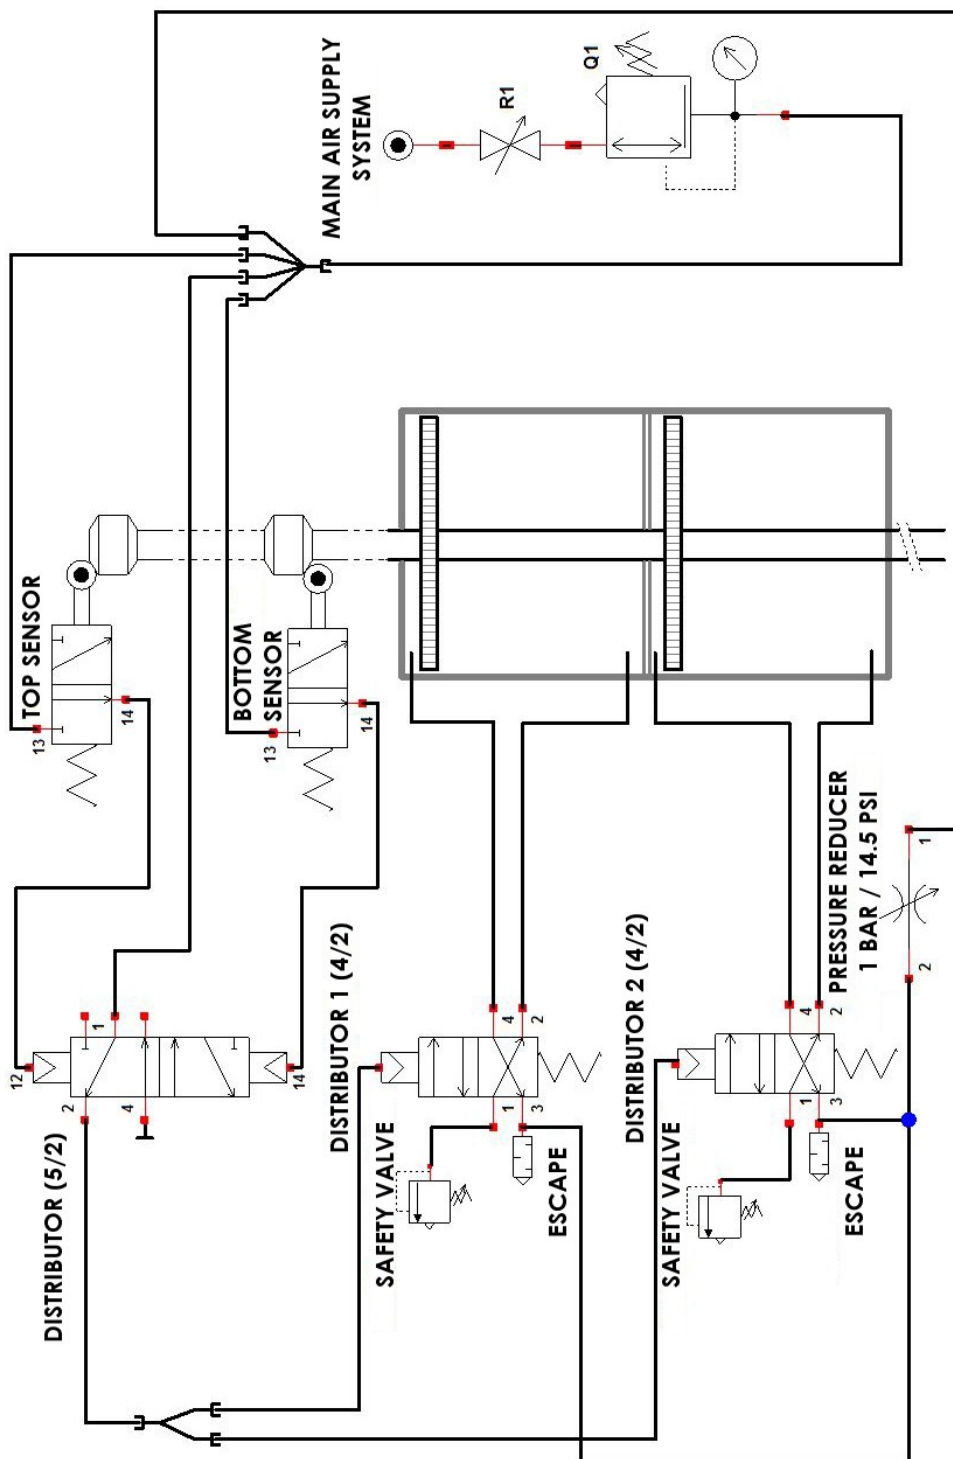 MAIN AIR SUPPLY
SYSTEM
R1
Q1
TOP SENSOR
13
14
BOTTOM
SENSOR
13
14
12
1
14
2
4
DISTRIBUTOR (5/2)
DISTRIBUTOR 1 (4/2)
4
2
1
3
SAFETY VALVE
ESCAPE
DISTRIBUTOR 2 (4/2)
4
2
1
3
SAFETY VALVE
ESCAPE
PRESSURE REDUCER
1 BAR / 14.5 PSI
1
2